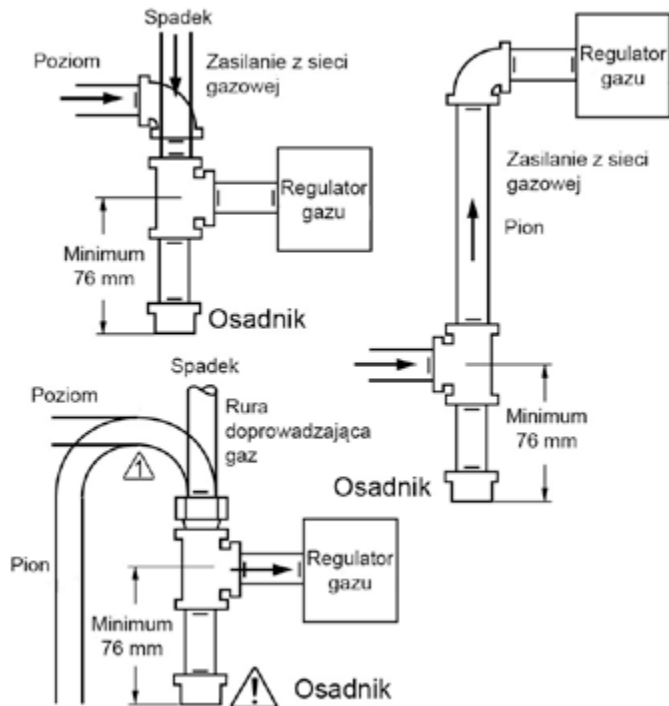 Spadek
Poziom
Zasilanie z sieci
gazowej
Regulator
gazu
Minimum
76 mm
Osadnik
Regulator
gazu
Zasilanie z sieci
gazowej
Pion
Minimum
76 mm
Osadnik
Spadek
Poziom
Rura
doprowadzająca
gaz
1
Pion
Regulator
gazu
Minimum
76 mm
!
Osadnik